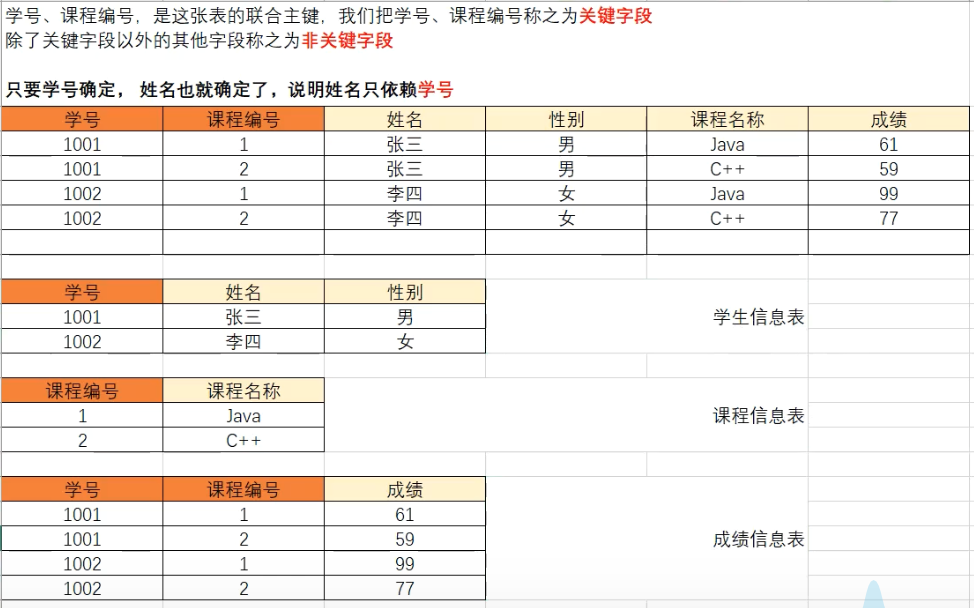 学号、课程编号，是这张表的联合主键，我们把学号、课程编号称之为关键字段
除了关键字段以外的其他字段称之为非关键字段
只要学号确定， 姓名也就确定了，说明姓名只依赖学号
学号 课程编号 姓名 性别 课程名称 成绩
1001 1 张三 男 Java 61
1001 2 张三 男 C++ 59
1002 1 李四 女 Java 99
1002 2 李四 女 C++ 77
学号 姓名 性别
1001 张三 男 学生信息表
1002 李四 女
课程编号 课程名称
1 Java 课程信息表
2 C++
学号 课程编号 成绩
1001 1 61
1001 2 59 成绩信息表
1002 1 99
1002 2 77